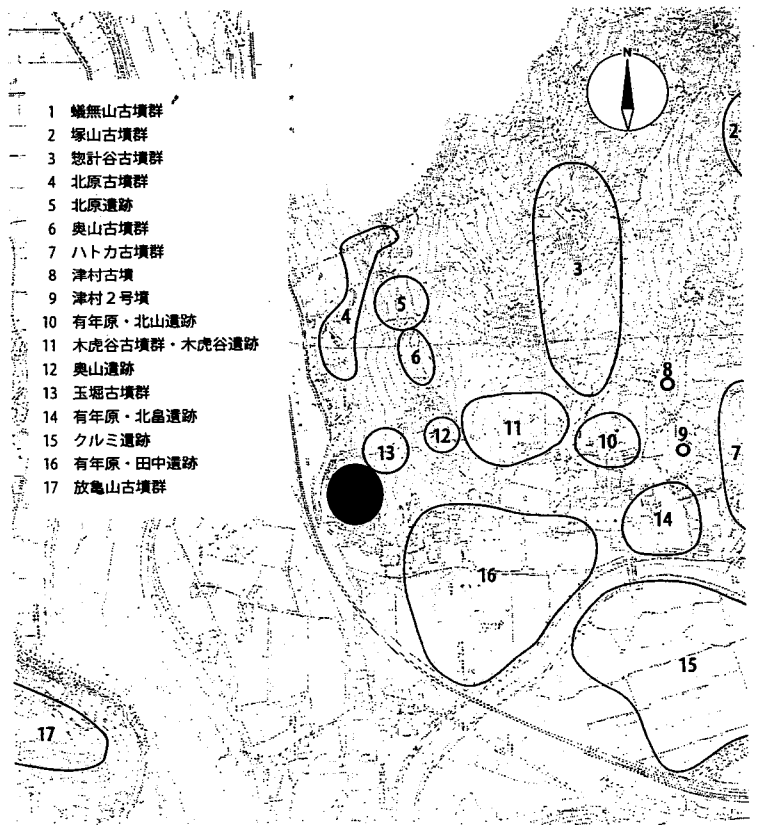 N
1 蟻無山古墳群
2 塚山古墳群
3 惣計谷古墳群
4 北原古墳群
5 北原遺跡
6 奥山古墳群
7 ハトカ古墳群
8 津村古墳
9 津村2号墳
10 有年原・北山遺跡
11 木虎谷古墳群・木虎谷遺跡
12 奥山遺跡
13 玉堀古墳群
14 有年原・北畠遺跡
15 クルミ遺跡
16 有年原・田中遺跡
17 放亀山古墳群
2
3
4
5
6
8
11
10
9
7
12
13
14
16
15
17